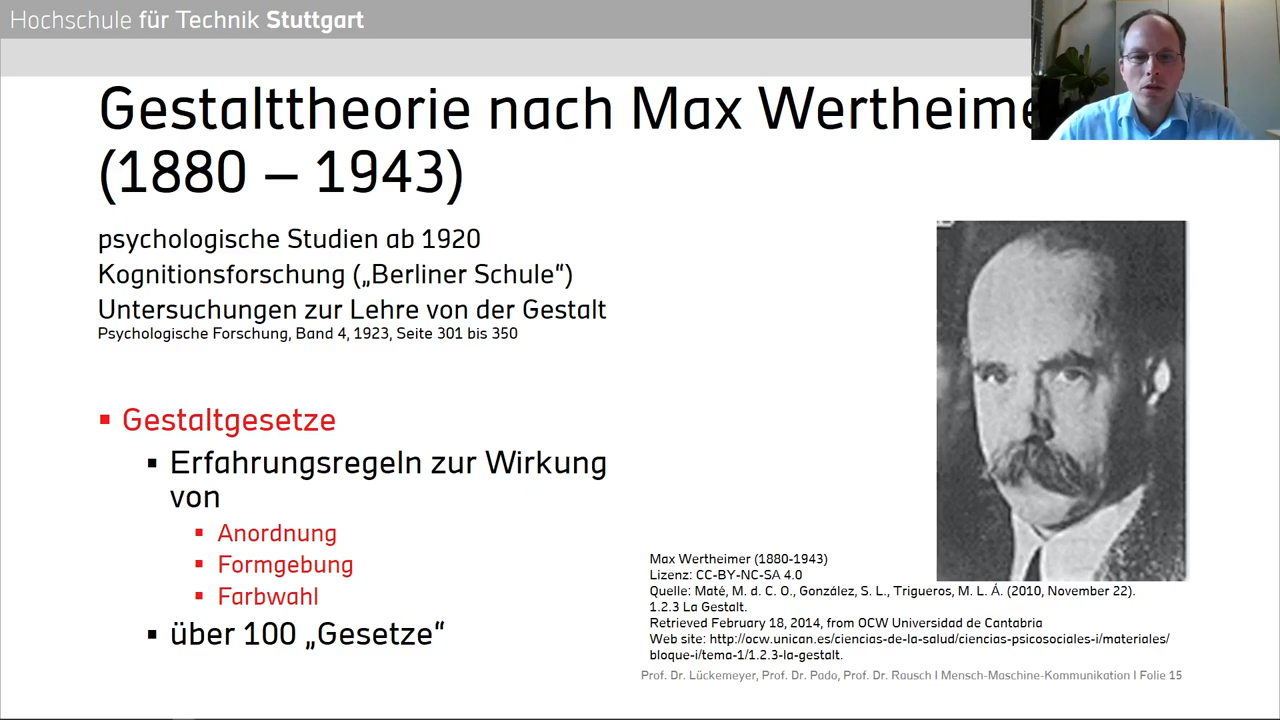 Hochschule für Technik Stuttgart
Gestalttheorie nach Max Wertheime
(1880 – 1943)
psychologische Studien ab 1920
Kognitionsforschung („Berliner Schule“)
Untersuchungen zur Lehre von der Gestalt
Psychologische Forschung, Band 4, 1923, Seite 301 bis 350
Gestaltgesetze
Erfahrungsregeln zur Wirkung
von
Anordnung
Formgebung
Farbwahl
über 100 „Gesetze“
Max Wertheimer (1880-1943)
Lizenz: CC-BY-NC-SA 4.0
Quelle: Maté, M. d. C. O., González, S. L., Trigueros, M. L. Á. (2010, November 22).
1.2.3 La Gestalt.
Retrieved February 18, 2014, from OCW Universidad de Cantabria
Web site: http://ocw.unican.es/ciencias-de-la-salud/ciencias-psicosociales-i/materiales/
bloque-i/tema-1/1.2.3-la-gestalt.
Prof. Dr. Lückemeyer, Prof. Dr. Pado, Prof. Dr. Rausch I Mensch-Maschine-Kommunikation I Folie 15